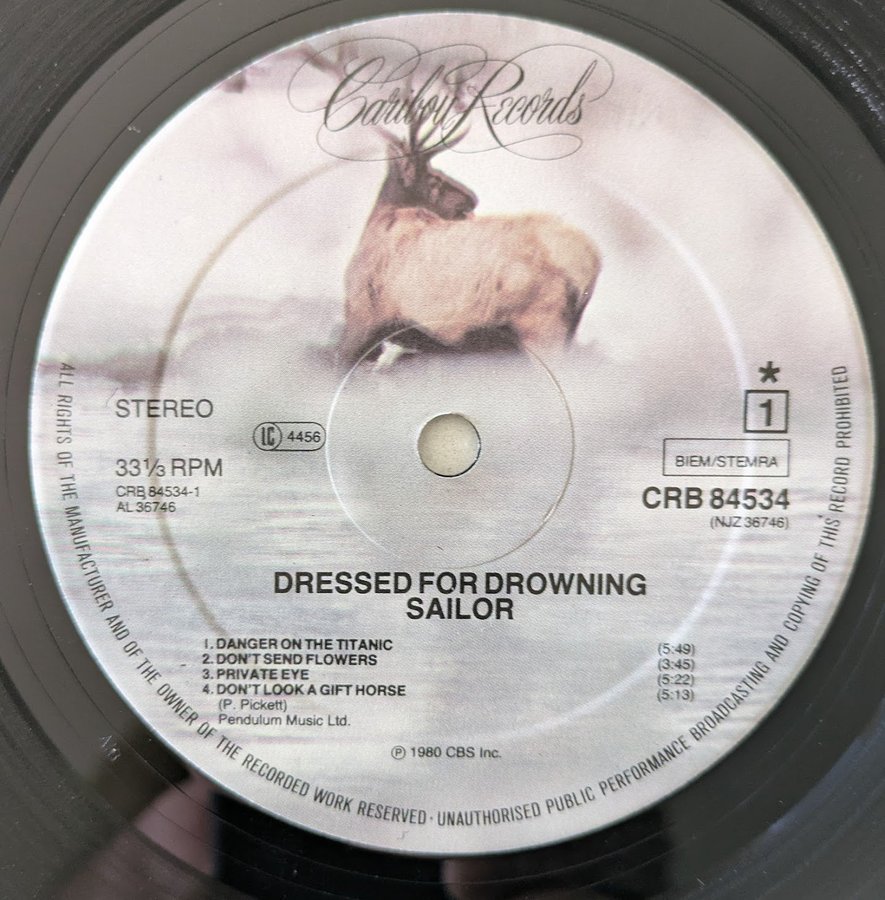 Caribou Records
STEREO
LC 4456
33⅓ RPM
CRB 84534-1
AL 36746
*
1
BIEM/STEMRA
CRB 84534
(NJZ 36746)
DRESSED FOR DROWNING
SAILOR
1. DANGER ON THE TITANIC (5:49)
2. DON'T SEND FLOWERS (3:45)
3. PRIVATE EYE (5:22)
4. DON'T LOOK A GIFT HORSE (5:13)
(P. Pickett)
Pendulum Music Ltd.
℗ 1980 CBS Inc.
ALL RIGHTS OF THE MANUFACTURER AND OF THE OWNER OF THE RECORDED WORK RESERVED · UNAUTHORISED PUBLIC PERFORMANCE BROADCASTING AND COPYING OF THIS RECORD PROHIBITED